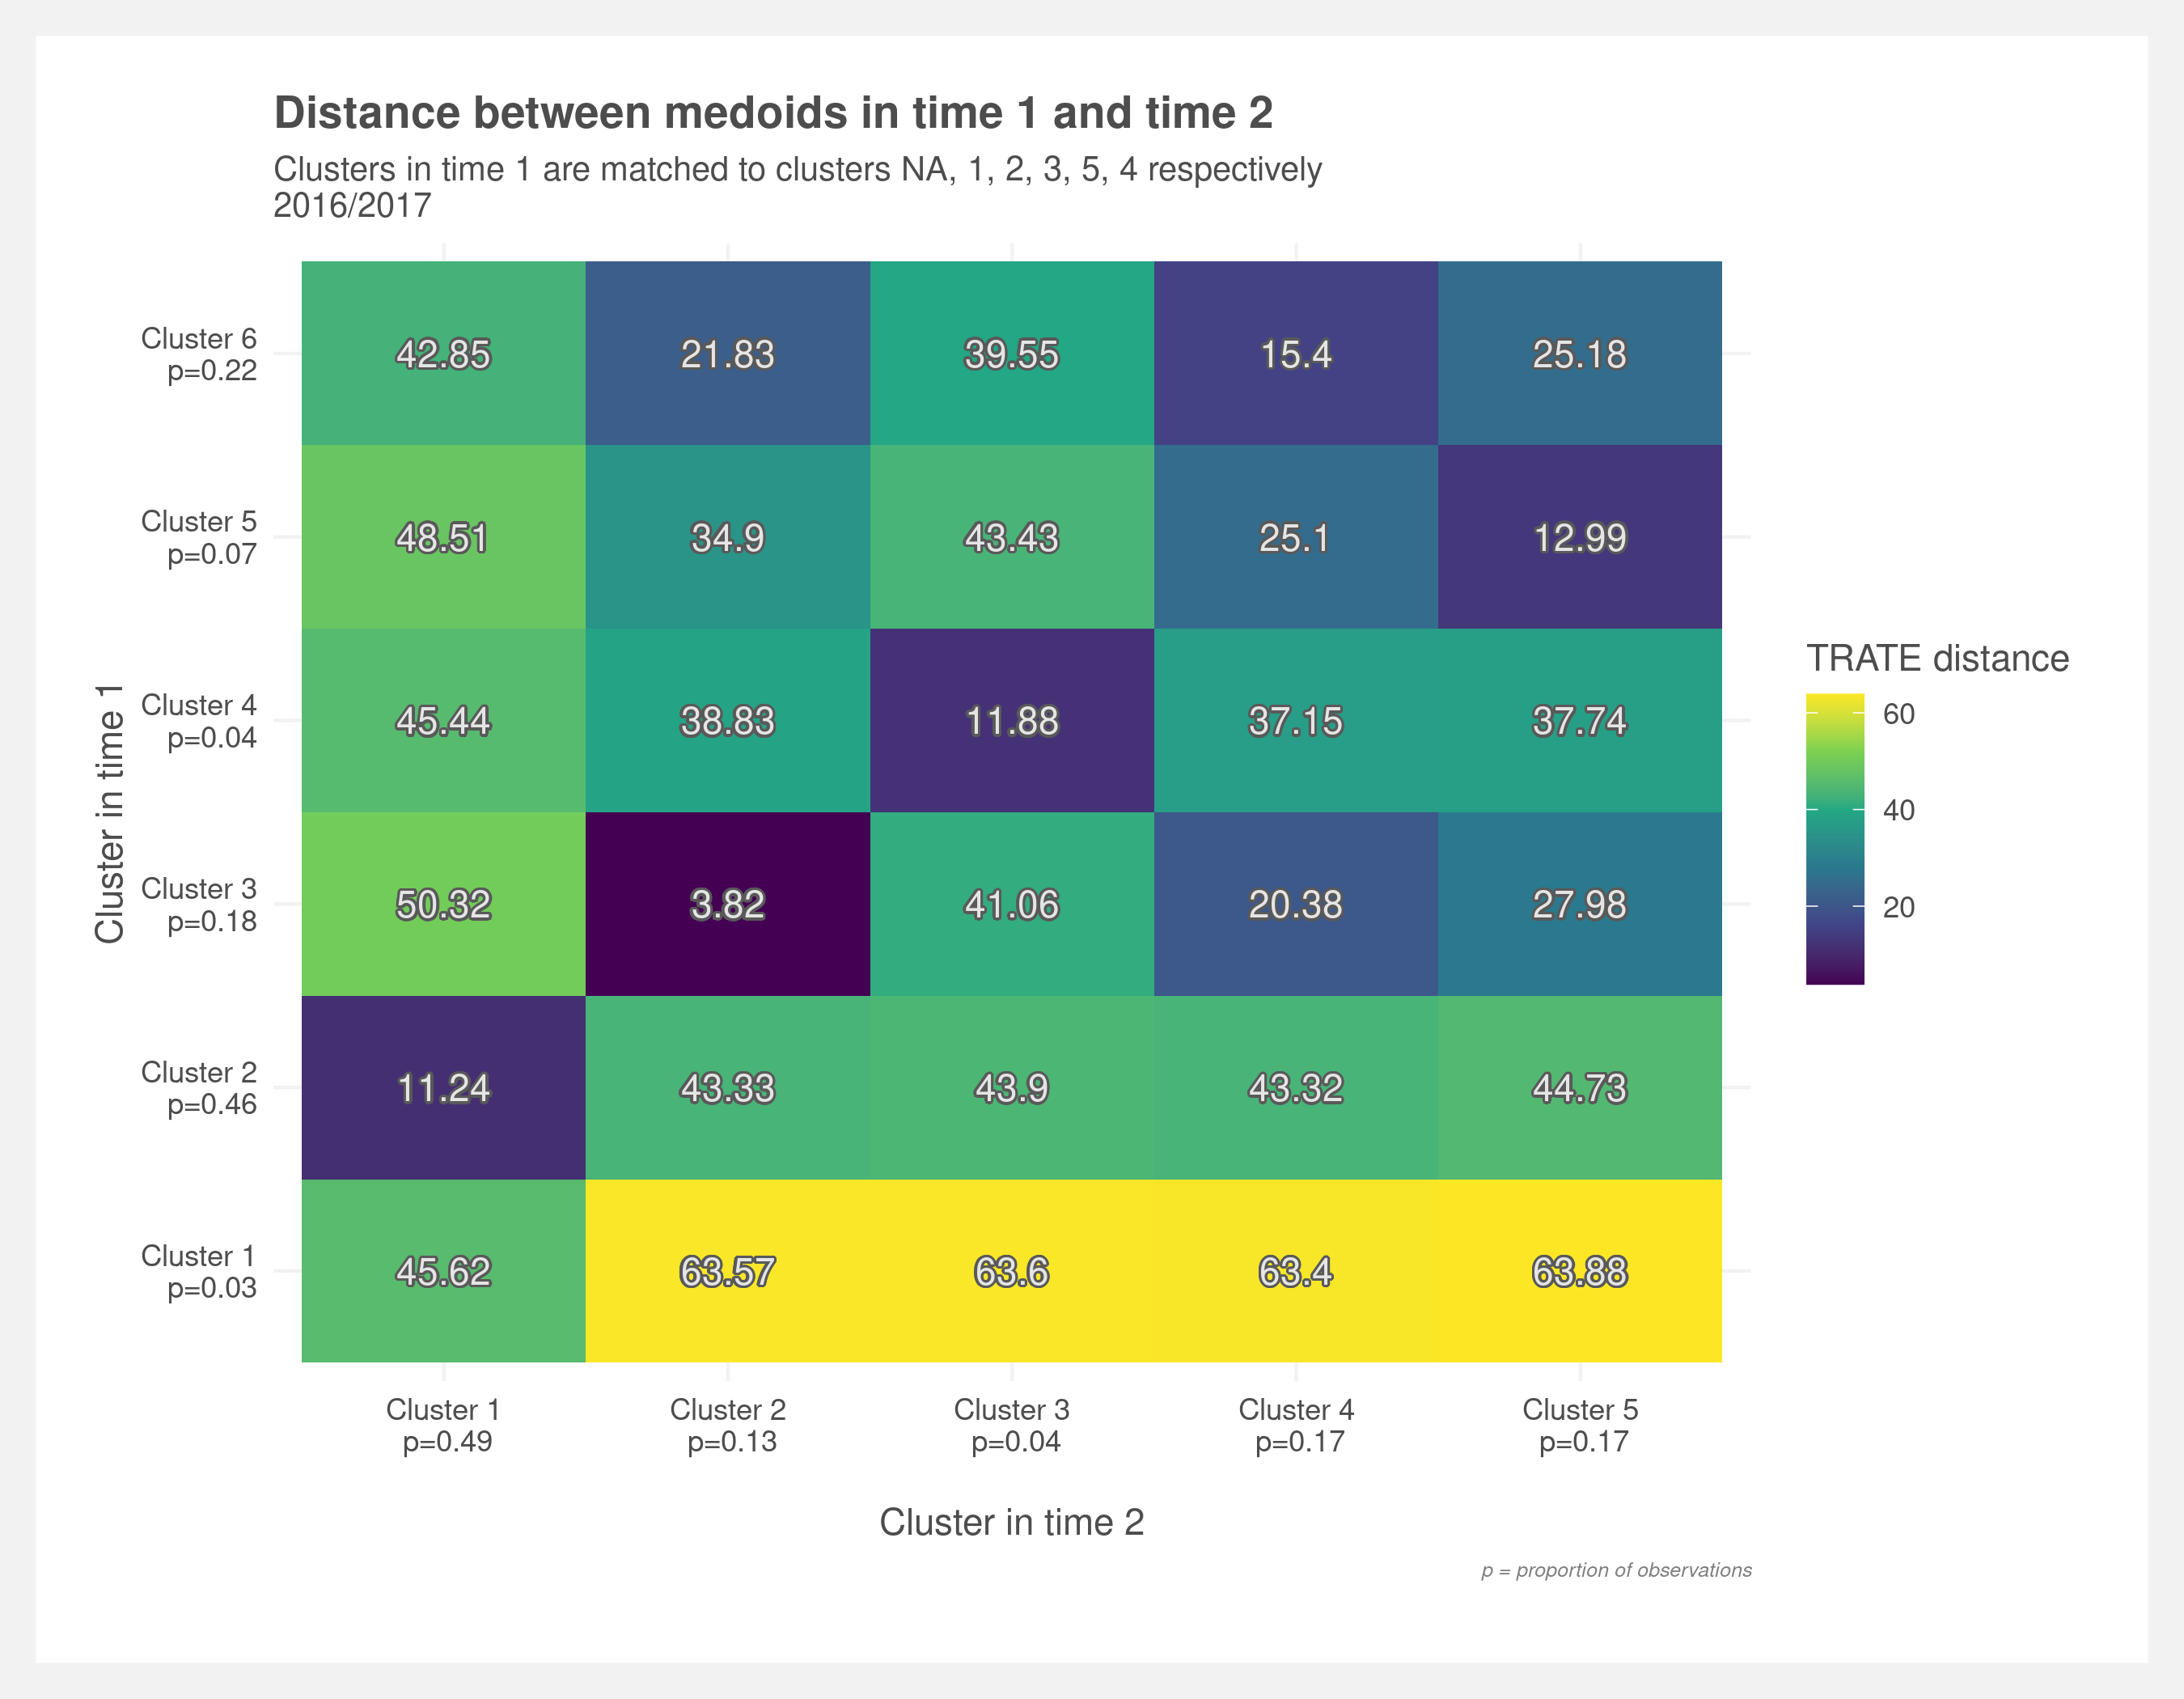 Distance between medoids in time 1 and time 2
Clusters in time 1 are matched to clusters NA, 1, 2, 3, 5, 4 respectively
2016/2017
Cluster in time 1
Cluster 6
p=0.22
42.85 21.83 39.55 15.4 25.18
Cluster 5
p=0.07
48.51 34.9 43.43 25.1 12.99
Cluster 4
p=0.04
45.44 38.83 11.88 37.15 37.74
Cluster 3
p=0.18
50.32 3.82 41.06 20.38 27.98
Cluster 2
p=0.46
11.24 43.33 43.9 43.32 44.73
Cluster 1
p=0.03
45.62 63.57 63.6 63.4 63.88
Cluster 1 Cluster 2 Cluster 3 Cluster 4 Cluster 5
p=0.49 p=0.13 p=0.04 p=0.17 p=0.17
Cluster in time 2
p = proportion of observations
TRATE distance
60
40
20